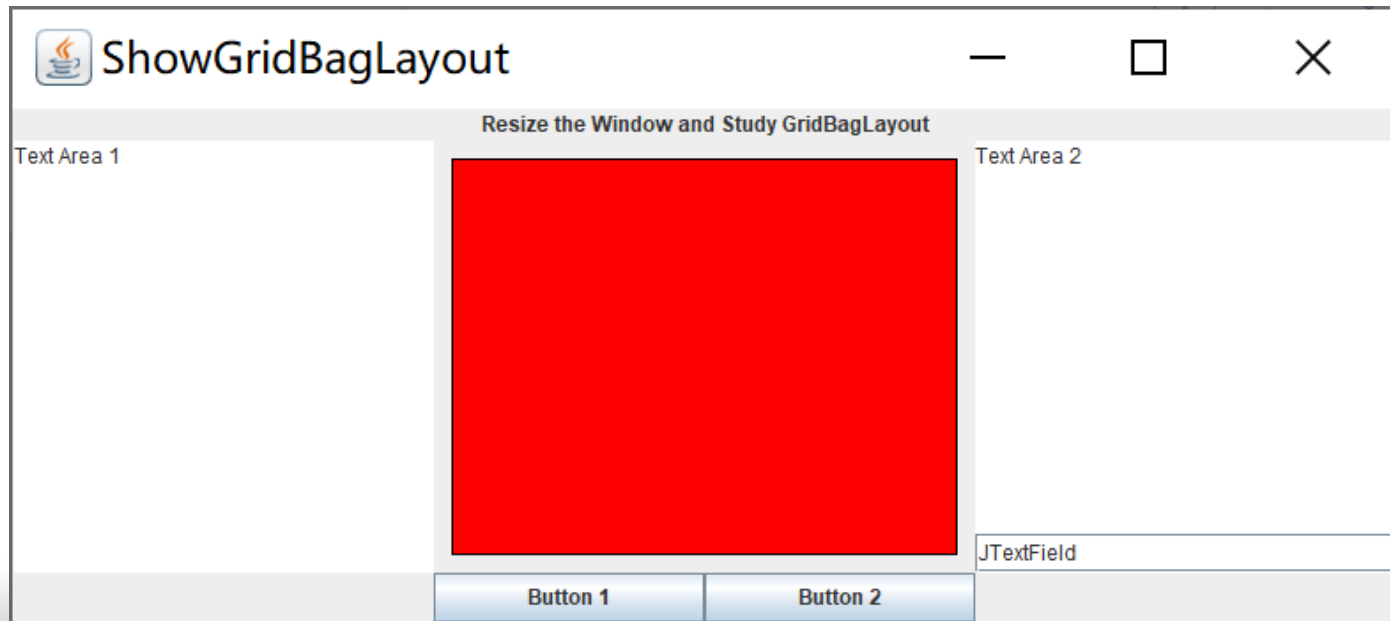 ShowGridBagLayout
Resize the Window and Study GridBagLayout
Text Area 1
Text Area 2
JTextField
Button 1
Button 2